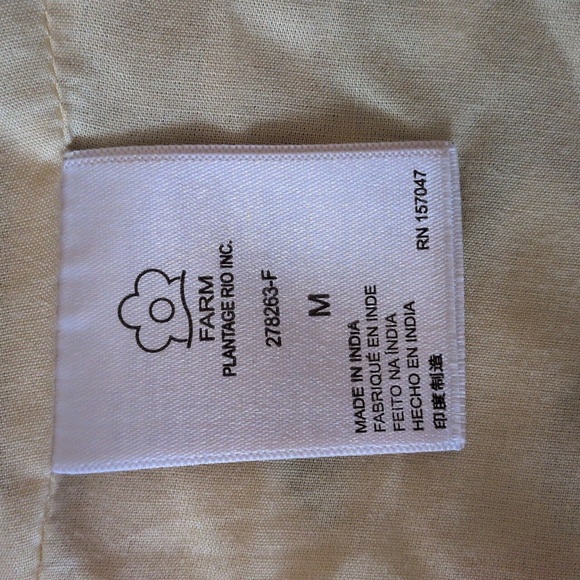 FARM
PLANTAGE RIO INC.
278263-F
M
MADE IN INDIA
FABRIQUÉ EN INDE
FEITO NA ÍNDIA
HECHO EN INDIA
印度制造
RN 157047